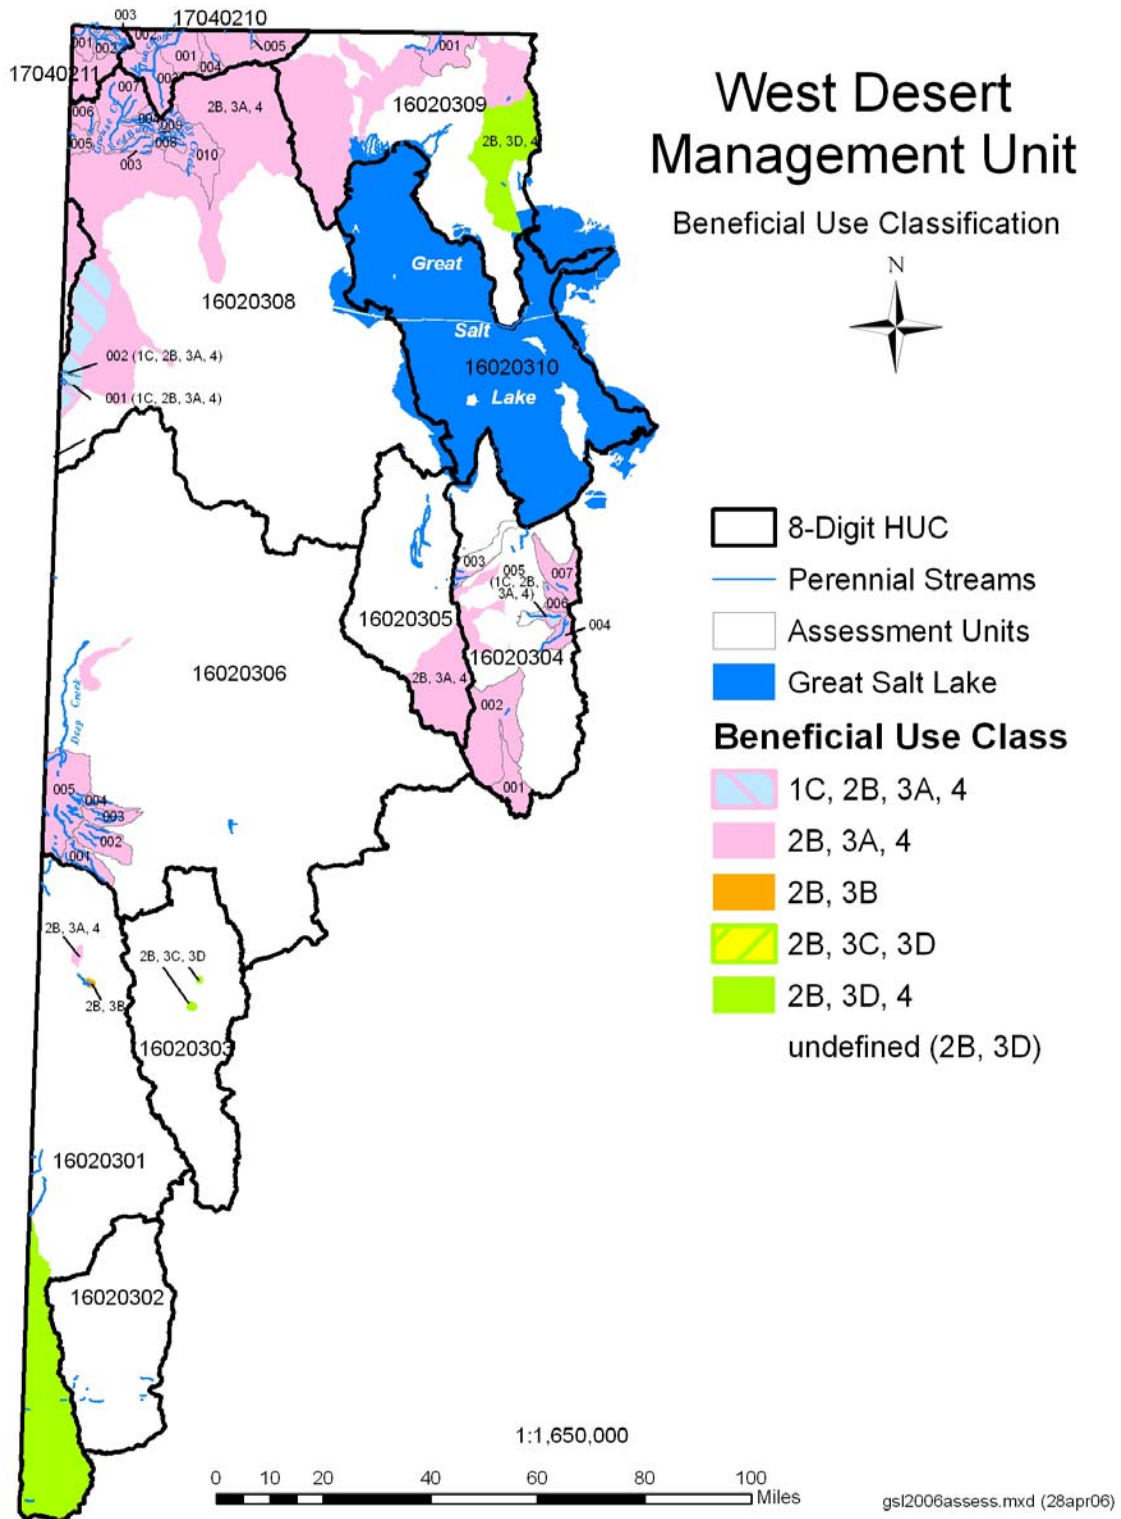 West Desert
Management Unit
Beneficial Use Classification
N
003
17040210
001
002
002
001
005
004
003
17040211
007
2B, 3A, 4
006
004
009
005
008
003
010
001
16020309
2B, 3D, 4
Great
16020308
Salt
16020310
Lake
002 (1C, 2B, 3A, 4)
001 (1C, 2B, 3A, 4)
8-Digit HUC
Perennial Streams
Assessment Units
Great Salt Lake
Beneficial Use Class
1C, 2B, 3A, 4
2B, 3A, 4
2B, 3B
2B, 3C, 3D
2B, 3D, 4
undefined (2B, 3D)
003
005
(1C, 2B,
3A, 4)
007
006
004
16020305
16020304
16020306
2B, 3A, 4
002
001
Deep Creek
005
004
003
002
001
2B, 3A, 4
2B, 3B
2B, 3C, 3D
16020303
16020301
16020302
1:1,650,000
0 10 20 40 60 80 100
Miles
gsl2006assess.mxd (28apr06)